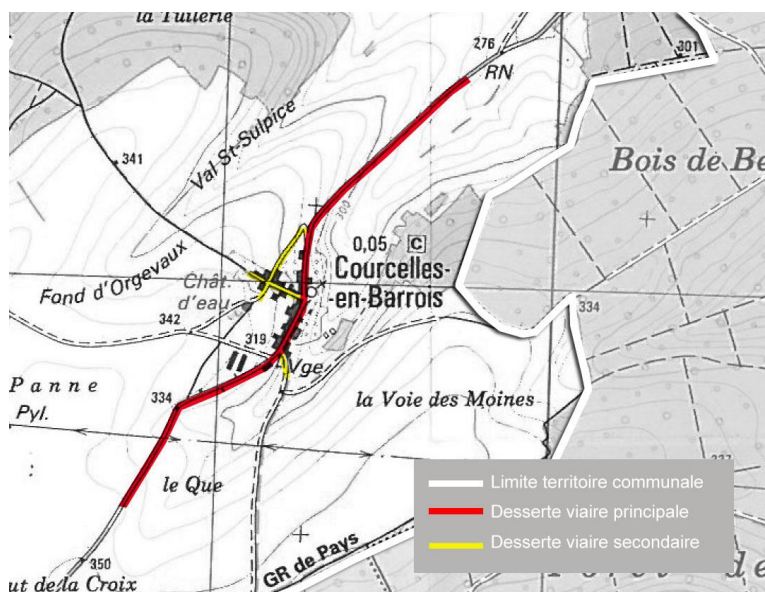 la Tuilerie
276
RN
301
Val-St-Sulpice
341
Bois de Be
0,05 C
Courcelles-
-en-Barrois
Fond d'Orgevaux
Chât.
d'eau
342
319
334
Vge
Panne
334
Pyl.
la Voie des Moines
le Que
Limite territoire communale
Desserte viaire principale
Desserte viaire secondaire
350
GR de Pays
ut de la Croix